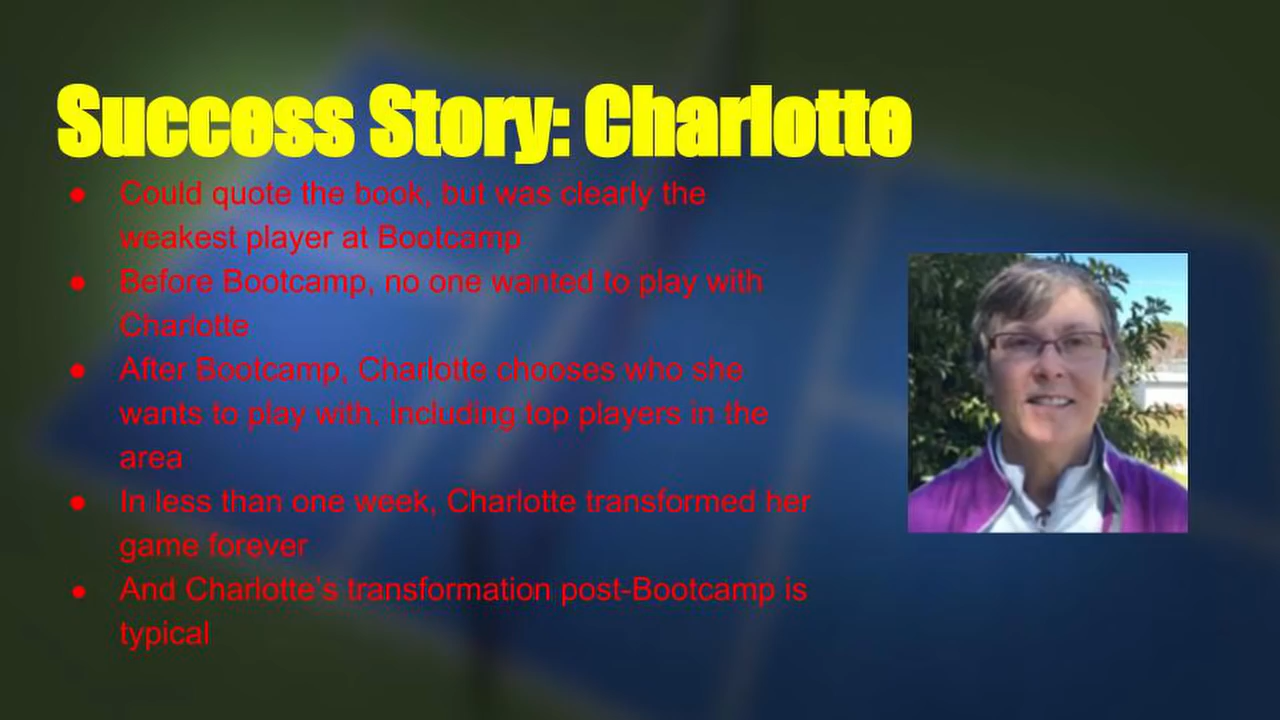 Success Story: Charlotte
● Could quote the book, but was clearly the
weakest player at Bootcamp
● Before Bootcamp, no one wanted to play with
Charlotte
● After Bootcamp, Charlotte chooses who she
wants to play with, including top players in the
area
● In less than one week, Charlotte transformed her
game forever
● And Charlotte's transformation post-Bootcamp is
typical